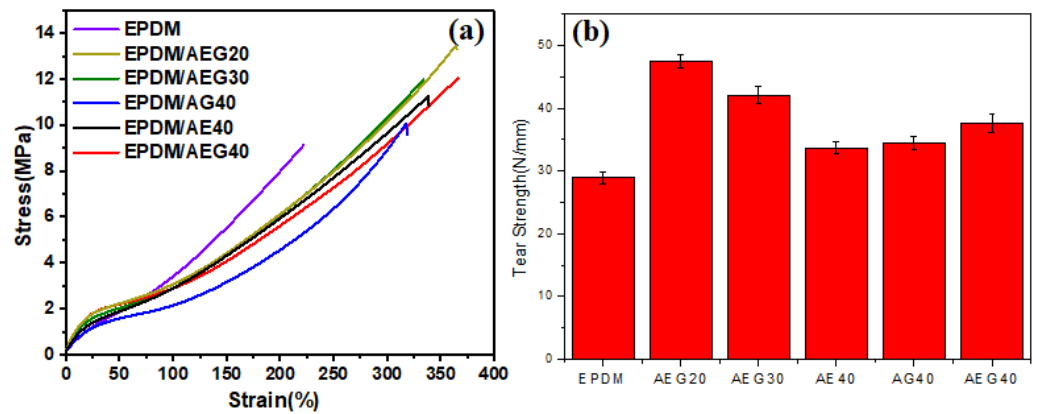 (a)
EPDM
EPDM/AEG20
EPDM/AEG30
EPDM/AG40
EPDM/AE40
EPDM/AEG40
Stress(MPa)
14
12
10
8
6
4
2
0
0 50 100 150 200 250 300 350 400
Strain(%)
(b)
Tear Strength(N/mm)
50
40
30
20
10
0
EPDM AEG20 AEG30 AE40 AG40 AEG40